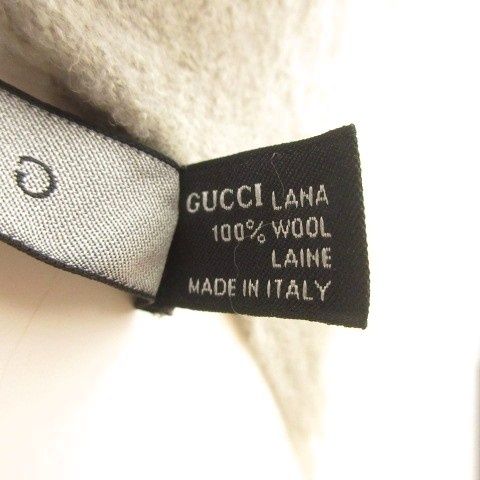 G
GUCCI LANA
100% WOOL
LAINE
MADE IN ITALY